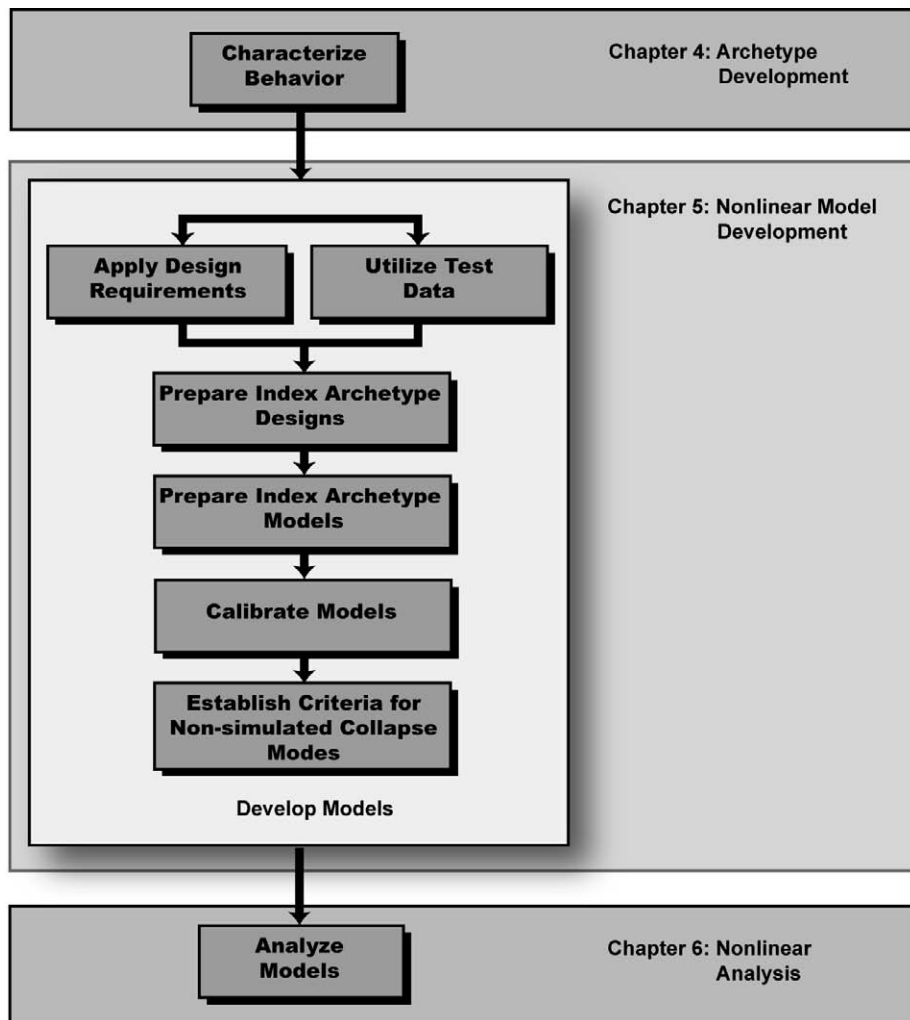 Characterize
Behavior
Chapter 4: Archetype
Development
Chapter 5: Nonlinear Model
Development
Apply Design
Requirements
Utilize Test
Data
Prepare Index Archetype
Designs
Prepare Index Archetype
Models
Calibrate Models
Establish Criteria for
Non-simulated Collapse
Modes
Develop Models
Analyze
Models
Chapter 6: Nonlinear
Analysis